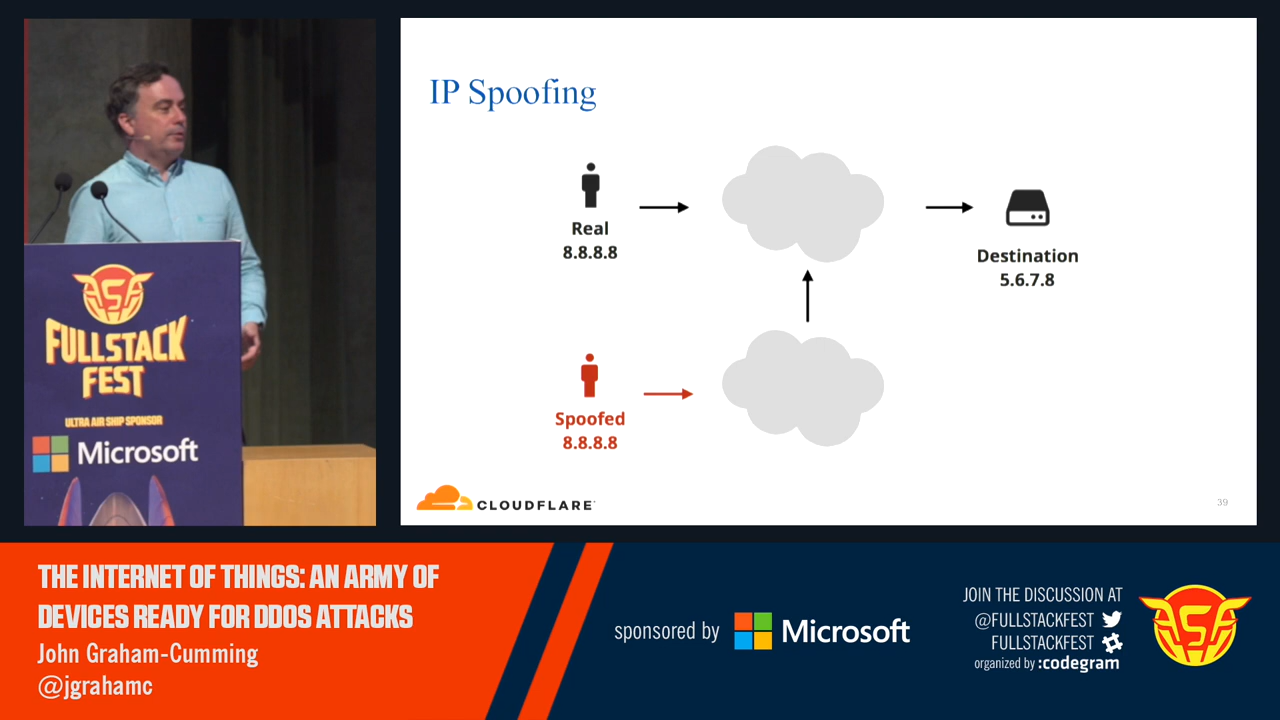 IP Spoofing
Real
8.8.8.8
Destination
5.6.7.8
Spoofed
8.8.8.8
CLOUDFLARE
39
FULLSTACK
FEST
ULTRA AIR SHIP SPONSOR
Microsoft
THE INTERNET OF THINGS: AN ARMY OF
DEVICES READY FOR DDOS ATTACKS
John Graham-Cumming
@jgrahamc
sponsored by Microsoft
JOIN THE DISCUSSION AT
@FULLSTACKFEST
FULLSTACKFEST
organized by :codegram